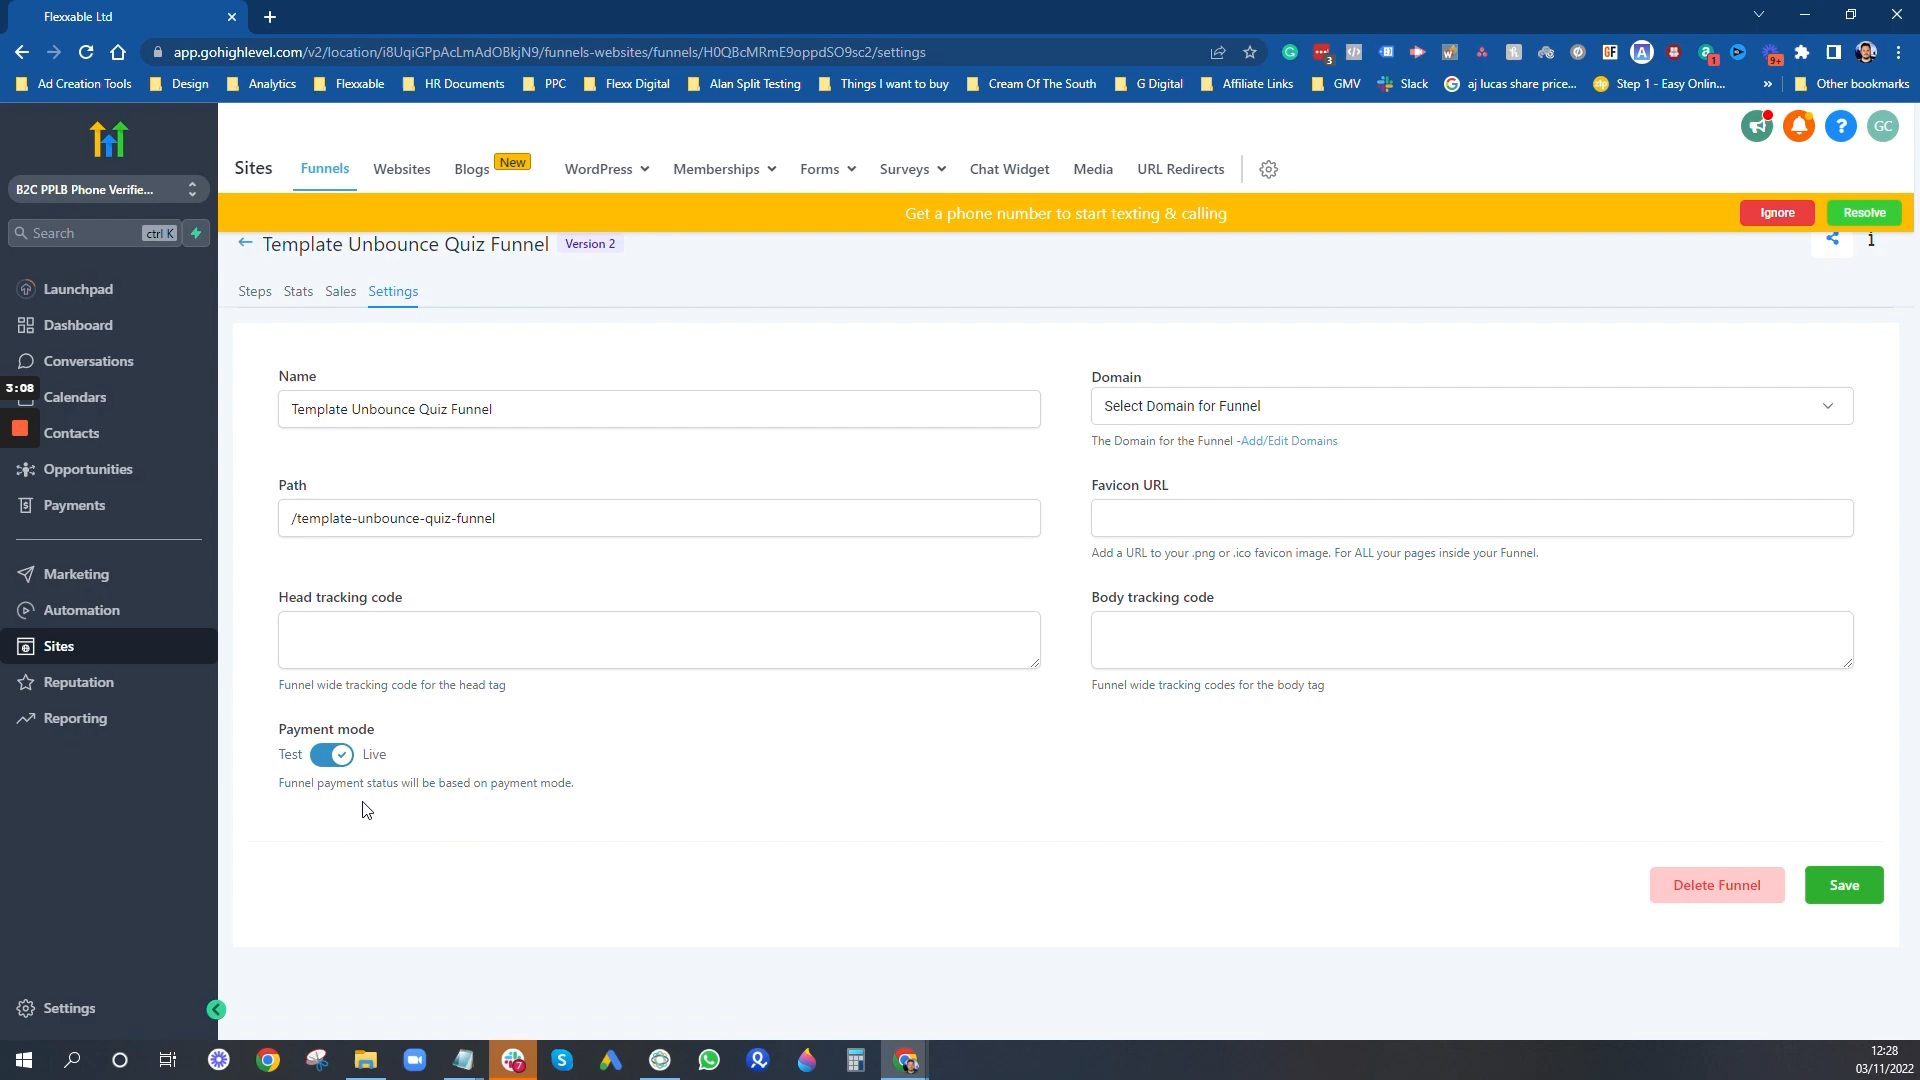 Flexxable Ltd
app.gohighlevel.com/v2/location/i8UqiGPpAcLmAdOBkjN9/funnels-websites/funnels/H0QBcMRmE9oppdSO9sc2/settings
3
1
9+
Ad Creation Tools
Design
Analytics
Flexxable
HR Documents
PPC
Flexx Digital
Alan Split Testing
Things I want to buy
Cream Of The South
G Digital
Affiliate Links
GMV
Slack
aj lucas share price...
Step 1 - Easy Onlin...
»
Other bookmarks
GC
Sites
Funnels
Websites
Blogs
New
WordPress
Memberships
Forms
Surveys
Chat Widget
Media
URL Redirects
B2C PPLB Phone Verifie...
Get a phone number to start texting & calling
Ignore
Resolve
Search
ctrl K
Template Unbounce Quiz Funnel
Version 2
Steps
Stats
Sales
Settings
Launchpad
Dashboard
Conversations
3:08
Calendars
Contacts
Opportunities
Payments
Marketing
Automation
Sites
Reputation
Reporting
Settings
Name
Template Unbounce Quiz Funnel
Domain
Select Domain for Funnel
The Domain for the Funnel -Add/Edit Domains
Path
/template-unbounce-quiz-funnel
Favicon URL
Add a URL to your .png or .ico favicon image. For ALL your pages inside your Funnel.
Head tracking code
Funnel wide tracking code for the head tag
Body tracking code
Funnel wide tracking codes for the body tag
Payment mode
Test
Live
Funnel payment status will be based on payment mode.
Delete Funnel
Save
7
12:28
03/11/2022